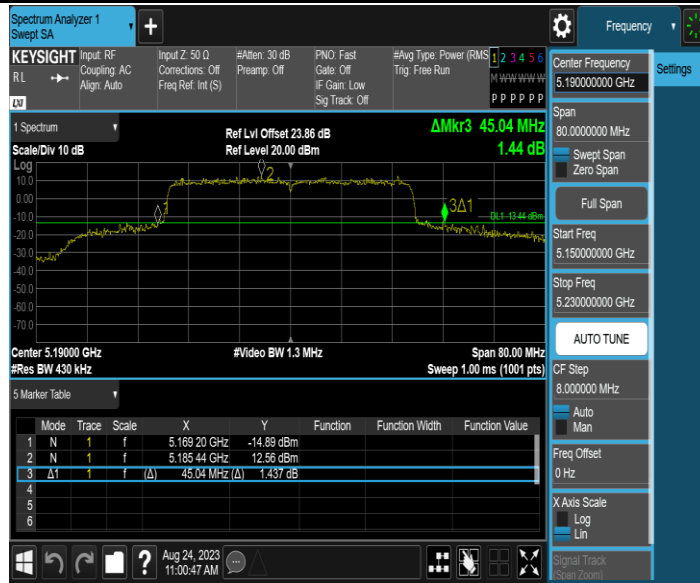 Spectrum Analyzer 1
Swept SA
+
Frequency
KEYSIGHT
RL
LXI
Input: RF
Coupling: AC
Align: Auto
Input Z: 50 Ω
Corrections: Off
Freq Ref: Int (S)
#Atten: 30 dB
Preamp: Off
PNO: Fast
Gate: Off
IF Gain: Low
Sig Track: Off
#Avg Type: Power (RMS
Trig: Free Run
1 2 3 4 5 6
M W W W W W
P P P P P P
1 Spectrum
Scale/Div 10 dB
Ref Lvl Offset 23.86 dB
Ref Level 20.00 dBm
ΔMkr3 45.04 MHz
1.44 dB
Log
10.0
0.00
-10.0
-20.0
-30.0
-40.0
-50.0
-60.0
-70.0
1
2
3Δ1
DL1 -13.44 dBm
Center 5.19000 GHz
#Video BW 1.3 MHz
Span 80.00 MHz
#Res BW 430 kHz
Sweep 1.00 ms (1001 pts)
5 Marker Table
Mode Trace Scale X Y Function Function Width Function Value
1 N 1 f 5.169 20 GHz -14.89 dBm
2 N 1 f 5.185 44 GHz 12.56 dBm
3 Δ1 1 f (Δ) 45.04 MHz (Δ) 1.437 dB
4
5
6
?
Aug 24, 2023
11:00:47 AM
Center Frequency
5.190000000 GHz
Settings
Span
80.0000000 MHz
Swept Span
Zero Span
Full Span
Start Freq
5.150000000 GHz
Stop Freq
5.230000000 GHz
AUTO TUNE
CF Step
8.000000 MHz
Auto
Man
Freq Offset
0 Hz
X Axis Scale
Log
Lin
Signal Track
(Span Zoom)